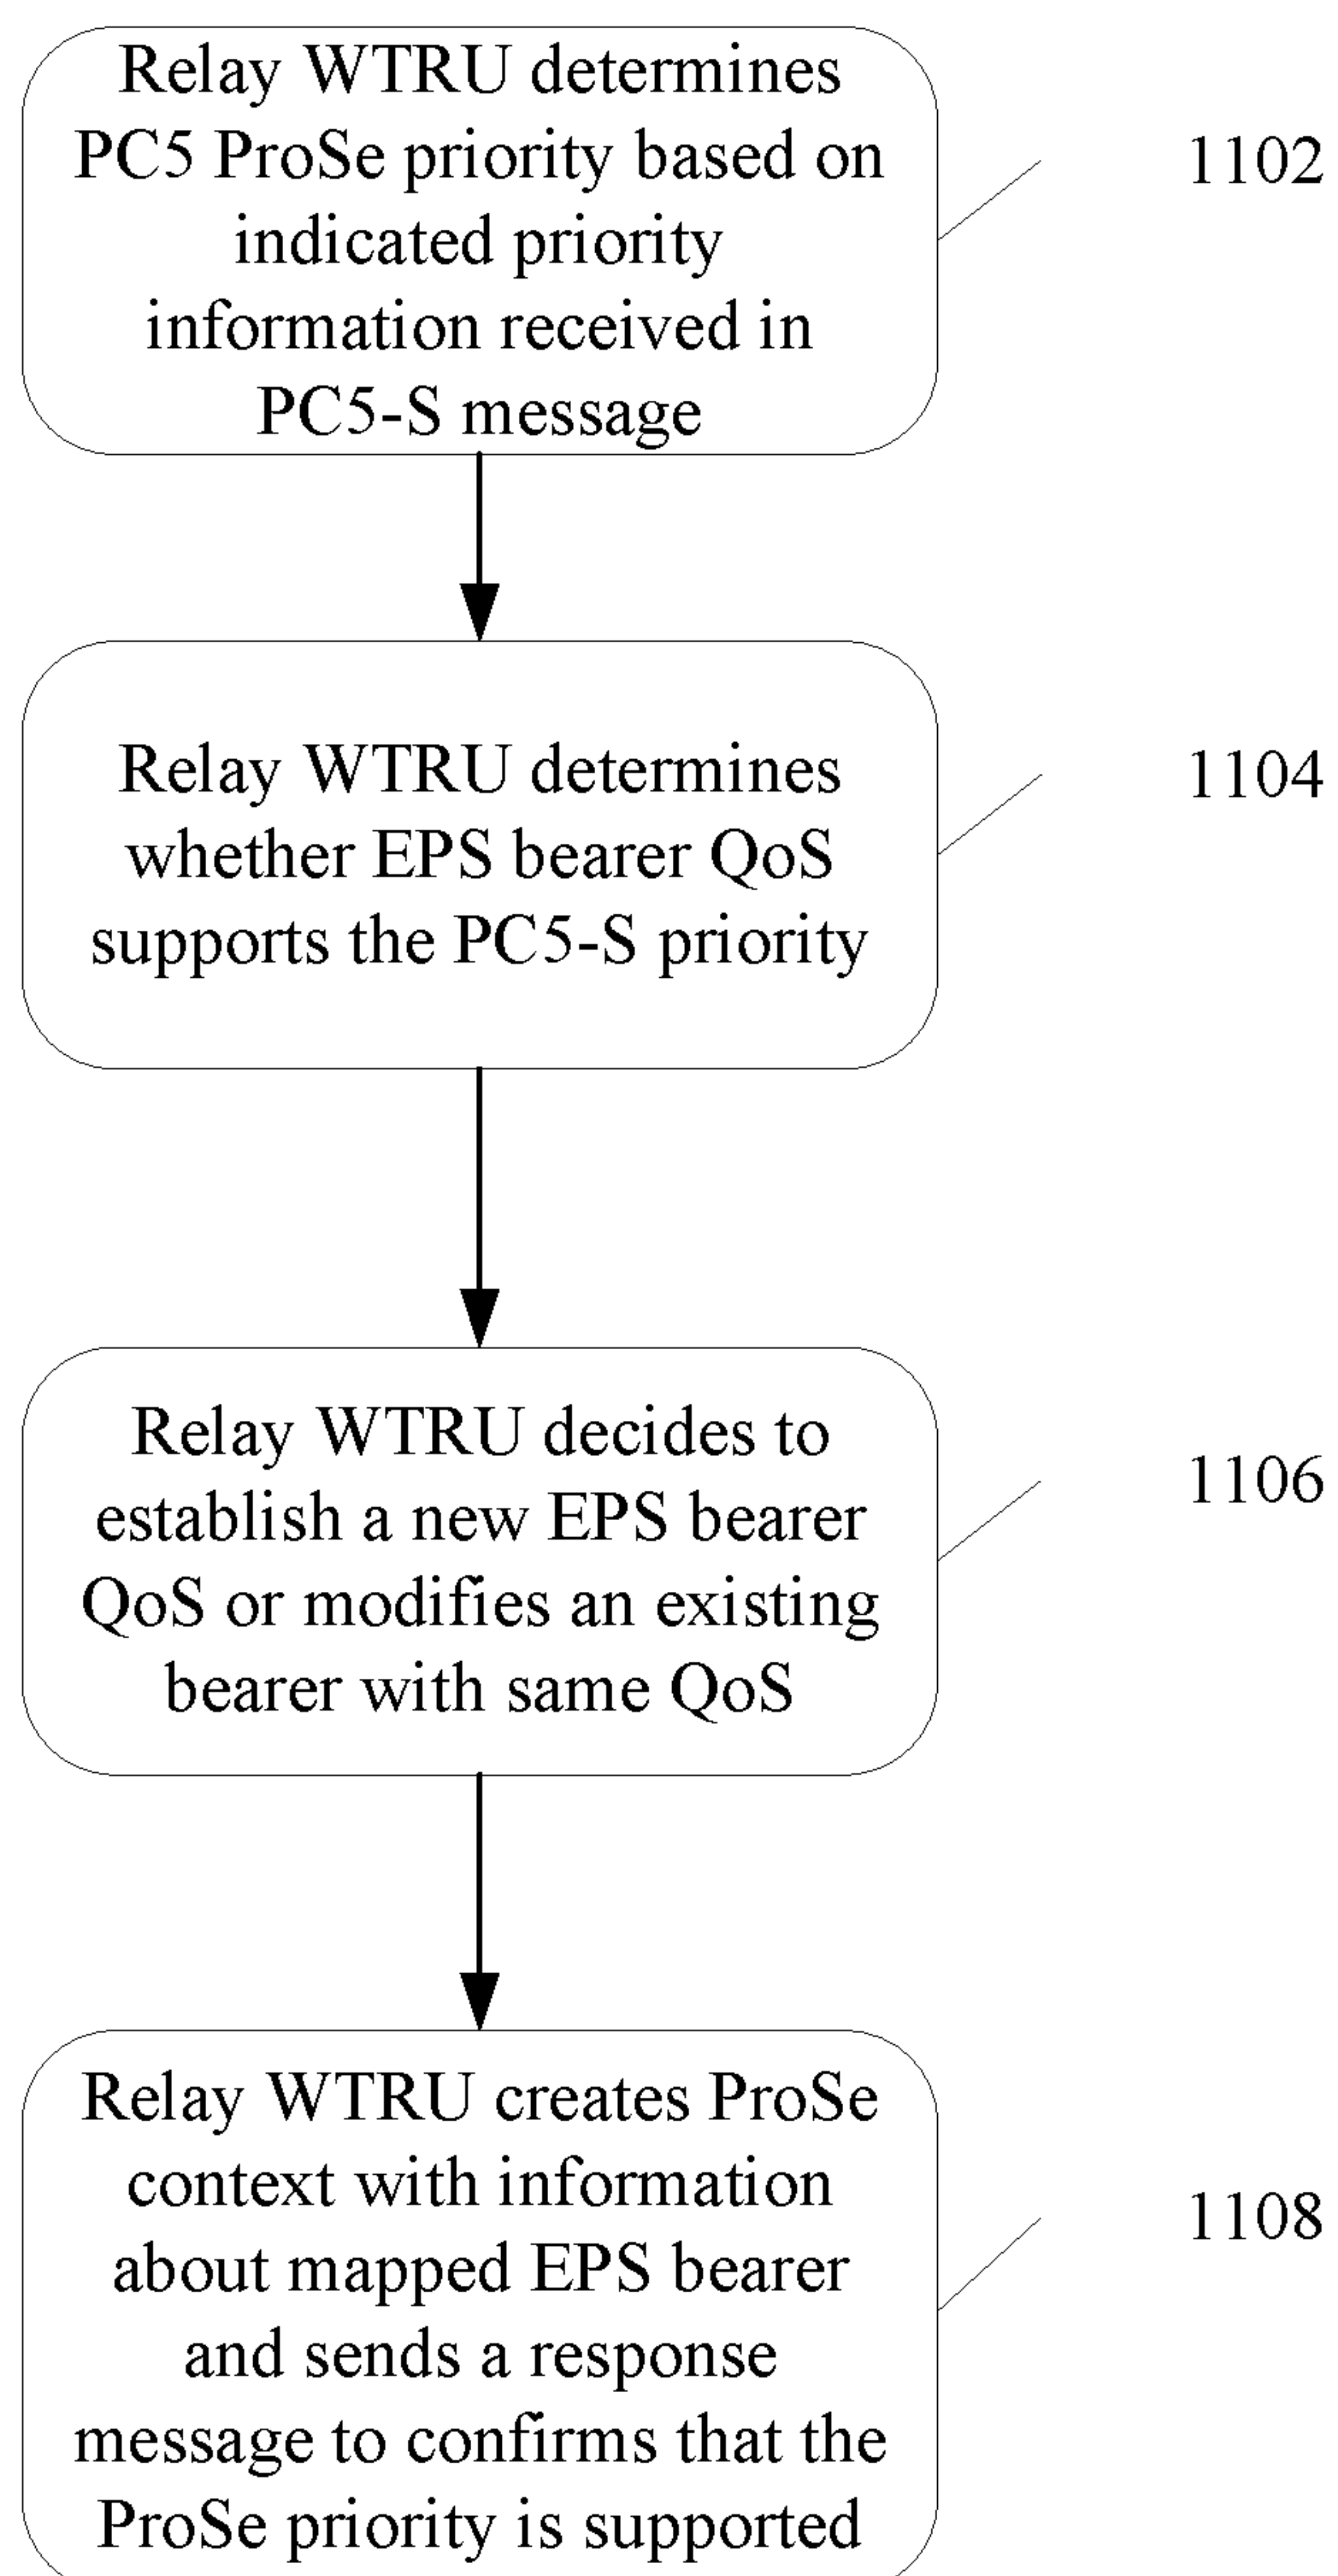 Relay WTRU determines
PC5 ProSe priority based on
indicated priority
information received in
PC5-S message
1102
Relay WTRU determines
whether EPS bearer QoS
supports the PC5-S priority
1104
Relay WTRU decides to
establish a new EPS bearer
QoS or modifies an existing
bearer with same QoS
1106
Relay WTRU creates ProSe
context with information
about mapped EPS bearer
and sends a response
message to confirms that the
ProSe priority is supported
1108